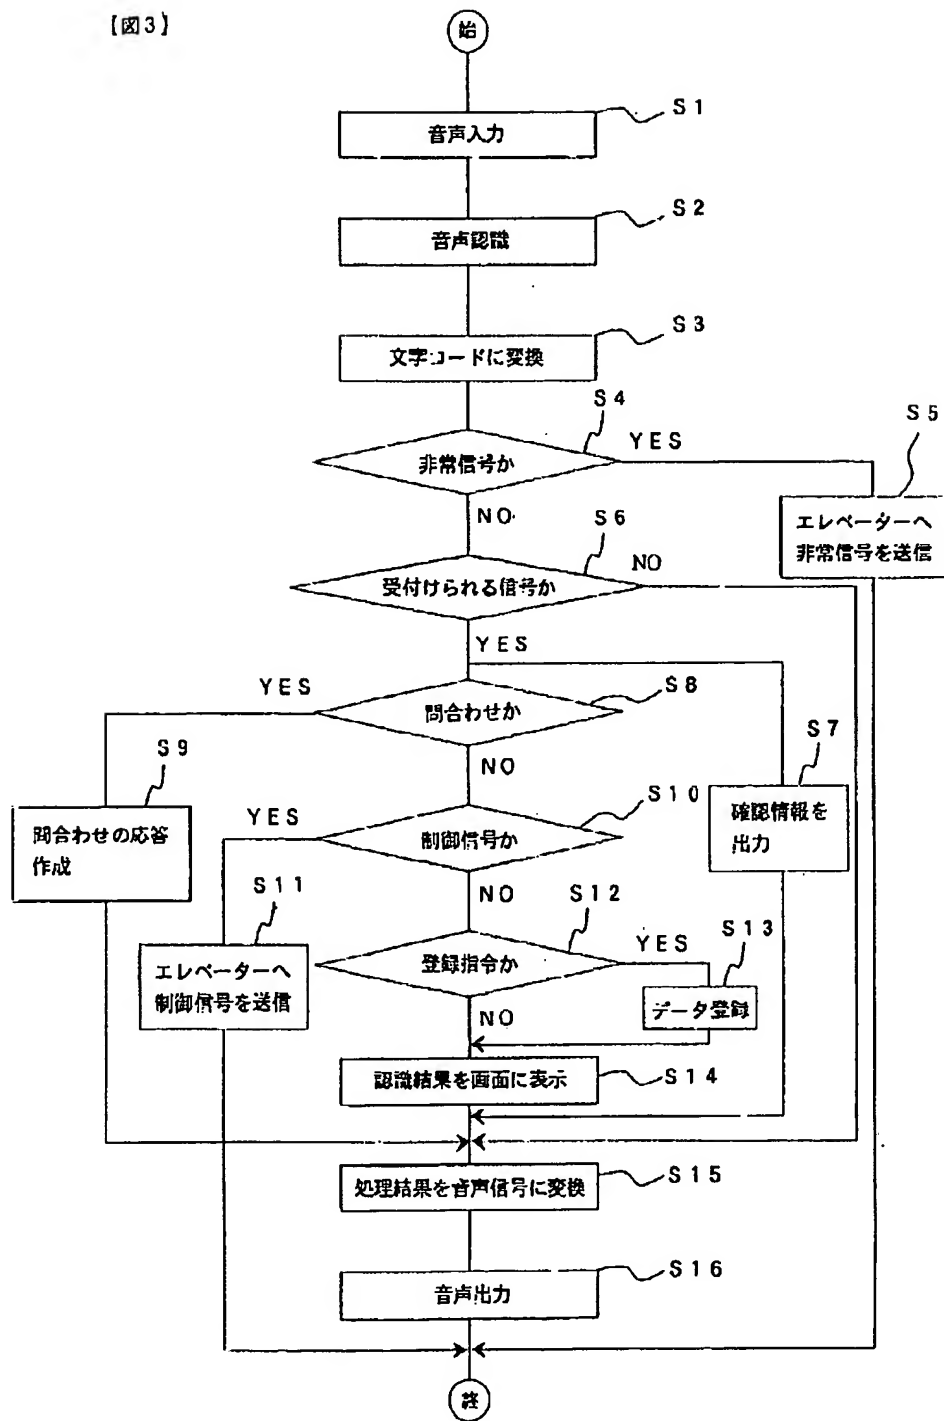 【図3】
始
S1
音声入力
S2
音声認識
S3
文字コードに変換
S4
非常信号か
YES
S5
エレベーターへ
非常信号を送信
NO
S6
受付けられる信号か
NO
YES
YES
S8
問合わせか
S7
確認情報を
出力
NO
S9
問合わせの応答
作成
YES
S10
制御信号か
NO
S11
エレベーターへ
制御信号を送信
S12
登録指令か
YES
S13
データ登録
NO
認識結果を画面に表示
S14
処理結果を音声信号に変換
S15
音声出力
S16
終